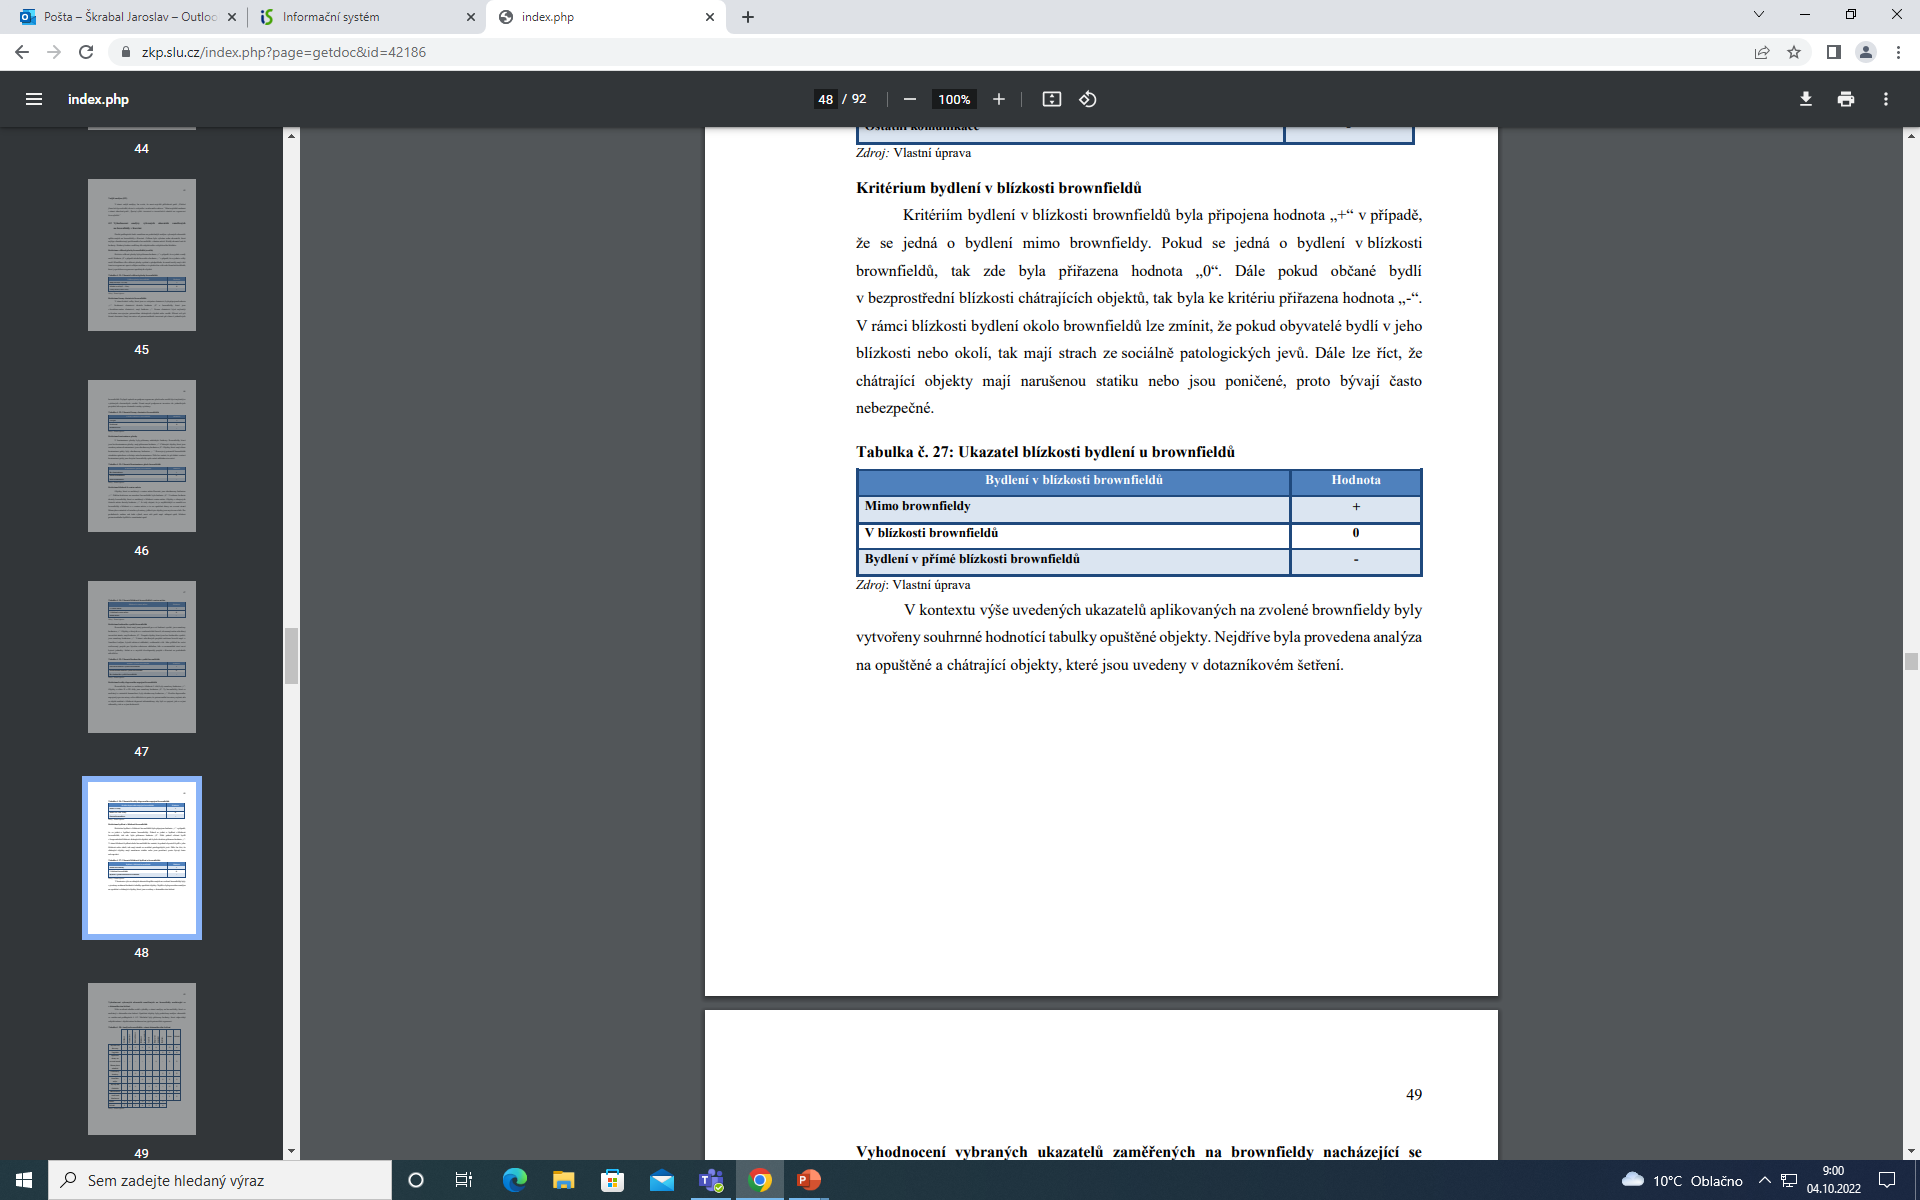 Pošta – Škrabal Jaroslav – Outloo
Informační systém
index.php
zkp.slu.cz/index.php?page=getdoc&id=42186
index.php
48 / 92
100%
44
45
46
47
48
49
Ostatní komunikace
Zdroj: Vlastní úprava
Kritérium bydlení v blízkosti brownfieldů
Kritériím bydlení v blízkosti brownfieldů byla připojena hodnota „+“ v případě,
že se jedná o bydlení mimo brownfieldy. Pokud se jedná o bydlení v blízkosti
brownfieldů, tak zde byla přiřazena hodnota „0“. Dále pokud občané bydlí
v bezprostřední blízkosti chátrajících objektů, tak byla ke kritériu přiřazena hodnota „-“.
V rámci blízkosti bydlení okolo brownfieldů lze zmínit, že pokud obyvatelé bydlí v jeho
blízkosti nebo okolí, tak mají strach ze sociálně patologických jevů. Dále lze říct, že
chátrající objekty mají narušenou statiku nebo jsou poničené, proto bývají často
nebezpečné.
Tabulka č. 27: Ukazatel blízkosti bydlení u brownfieldů
Bydlení v blízkosti brownfieldů Hodnota
Mimo brownfieldy +
V blízkosti brownfieldů 0
Bydlení v přímé blízkosti brownfieldů -
Zdroj: Vlastní úprava
V kontextu výše uvedených ukazatelů aplikovaných na zvolené brownfieldy byly
vytvořeny souhrnné hodnotící tabulky opuštěné objekty. Nejdříve byla provedena analýza
na opuštěné a chátrající objekty, které jsou uvedeny v dotazníkovém šetření.
49
Vyhodnocení vybraných ukazatelů zaměřených na brownfieldy nacházející se
Sem zadejte hledaný výraz
10°C Oblačno
9:00
04.10.2022